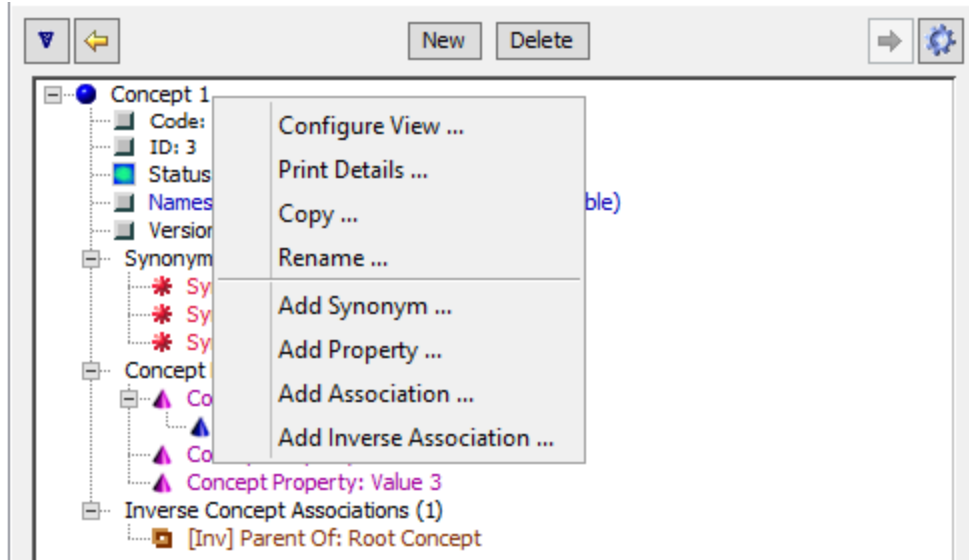 New Delete
Concept 1
Code:
ID: 3
Status
Names ble)
Version
Synonym
Sy
Sy
Sy
Concept
Co
Co
Concept Property: Value 3
Inverse Concept Associations (1)
[Inv] Parent Of: Root Concept
Configure View ...
Print Details ...
Copy ...
Rename ...
Add Synonym ...
Add Property ...
Add Association ...
Add Inverse Association ...